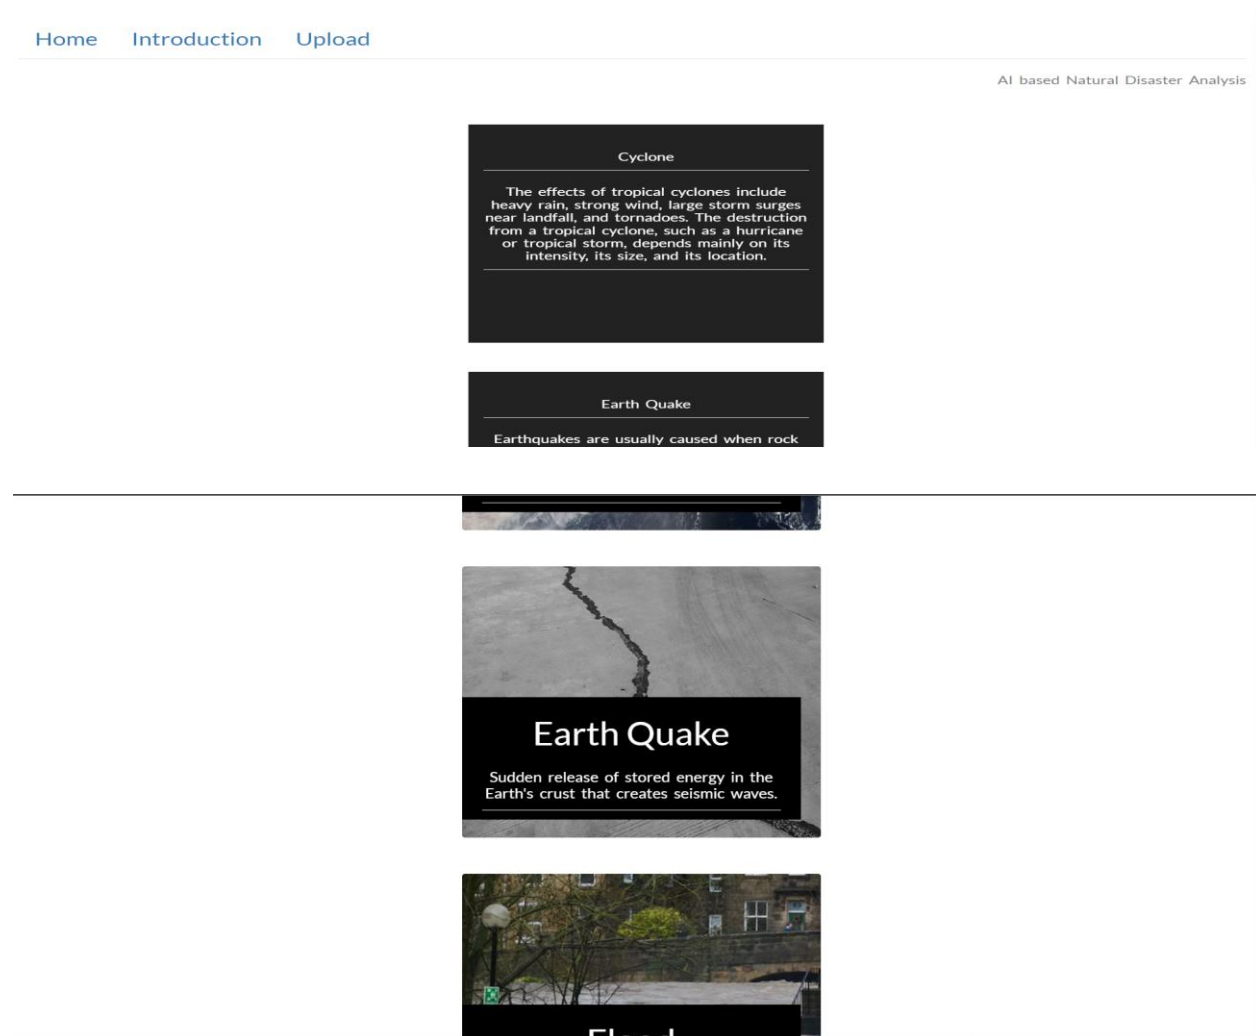 Home Introduction Upload
AI based Natural Disaster Analysis
Cyclone
The effects of tropical cyclones include
heavy rain, strong wind, large storm surges
near landfall, and tornadoes. The destruction
from a tropical cyclone, such as a hurricane
or tropical storm, depends mainly on its
intensity, its size, and its location.
Earth Quake
Earthquakes are usually caused when rock
Earth Quake
Sudden release of stored energy in the
Earth's crust that creates seismic waves.
Flood